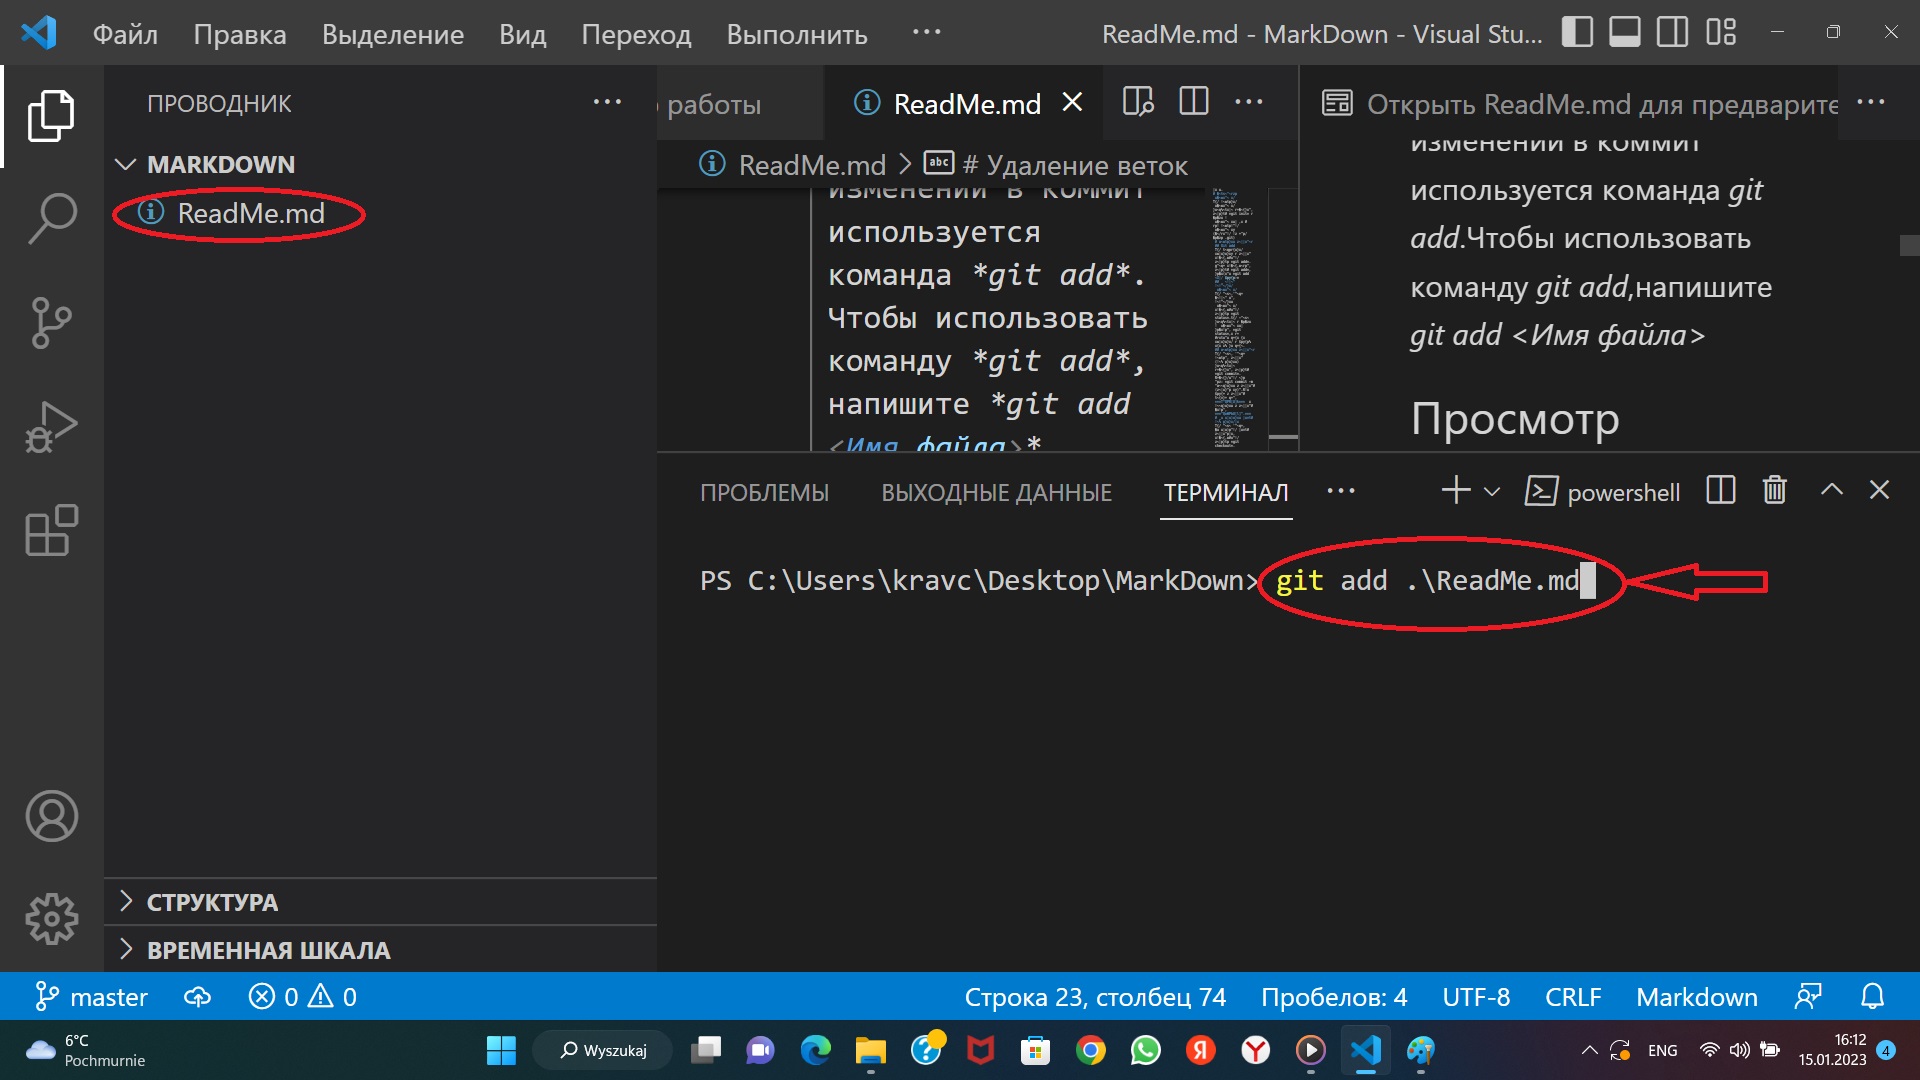 Файл Правка Выделение Вид Переход Выполнить ··· ReadMe.md - MarkDown - Visual Stu...
ПРОВОДНИК
MARKDOWN
ReadMe.md
работы
ReadMe.md
ReadMe.md > # Удаление веток
изменений в коммит
используется
команда *git add*.
Чтобы использовать
команду *git add*,
напишите *git add
<Имя файла>*
Открыть ReadMe.md для предварите
изменений в коммит
используется команда git
add.Чтобы использовать
команду git add,напишите
git add <Имя файла>
Просмотр
ПРОБЛЕМЫ ВЫХОДНЫЕ ДАННЫЕ ТЕРМИНАЛ ··· powershell
PS C:\Users\kravc\Desktop\MarkDown> git add .\ReadMe.md
СТРУКТУРА
ВРЕМЕННАЯ ШКАЛА
master 0 0 Строка 23, столбец 74 Пробелов: 4 UTF-8 CRLF Markdown
6°C
Pochmurnie
Wyszukaj
ENG
16:12
15.01.2023
4